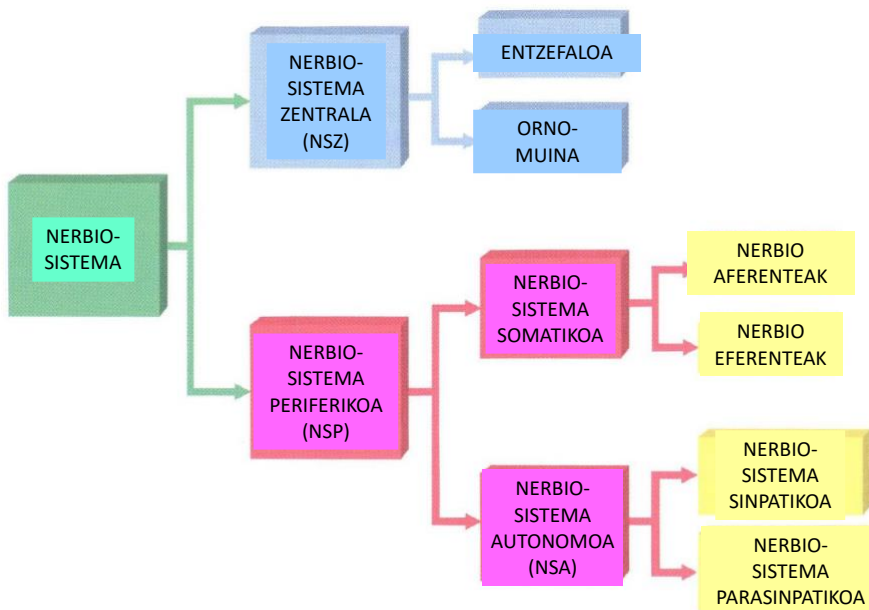 NERBIO-
SISTEMA
NERBIO-
SISTEMA
ZENTRALA
(NSZ)
ENTZEFALOA
ORNO-
MUINA
NERBIO-
SISTEMA
PERIFERIKOA
(NSP)
NERBIO-
SISTEMA
SOMATIKOA
NERBIO
AFERENTEAK
NERBIO
EFERENTEAK
NERBIO-
SISTEMA
AUTONOMOA
(NSA)
NERBIO-
SISTEMA
SINPATIKOA
NERBIO-
SISTEMA
PARASINPATIKOA